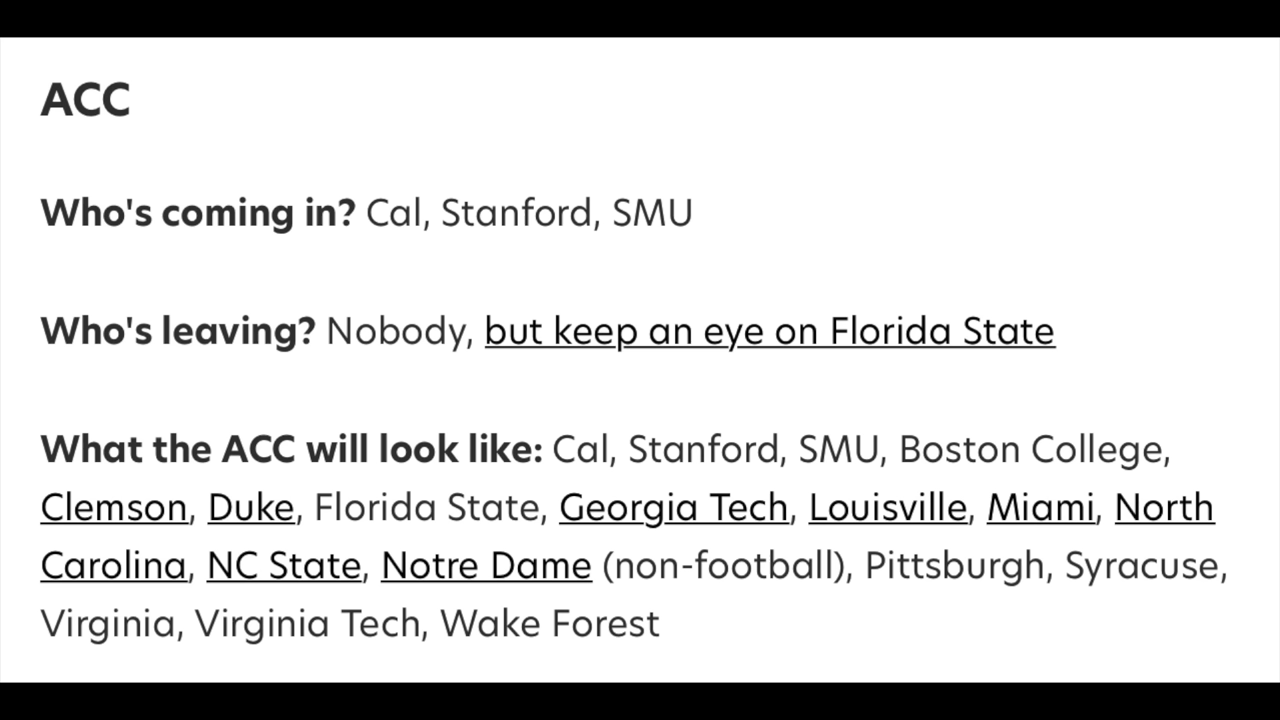 ACC
Who's coming in? Cal, Stanford, SMU
Who's leaving? Nobody, but keep an eye on Florida State
What the ACC will look like: Cal, Stanford, SMU, Boston College,
Clemson, Duke, Florida State, Georgia Tech, Louisville, Miami, North
Carolina, NC State, Notre Dame (non-football), Pittsburgh, Syracuse,
Virginia, Virginia Tech, Wake Forest